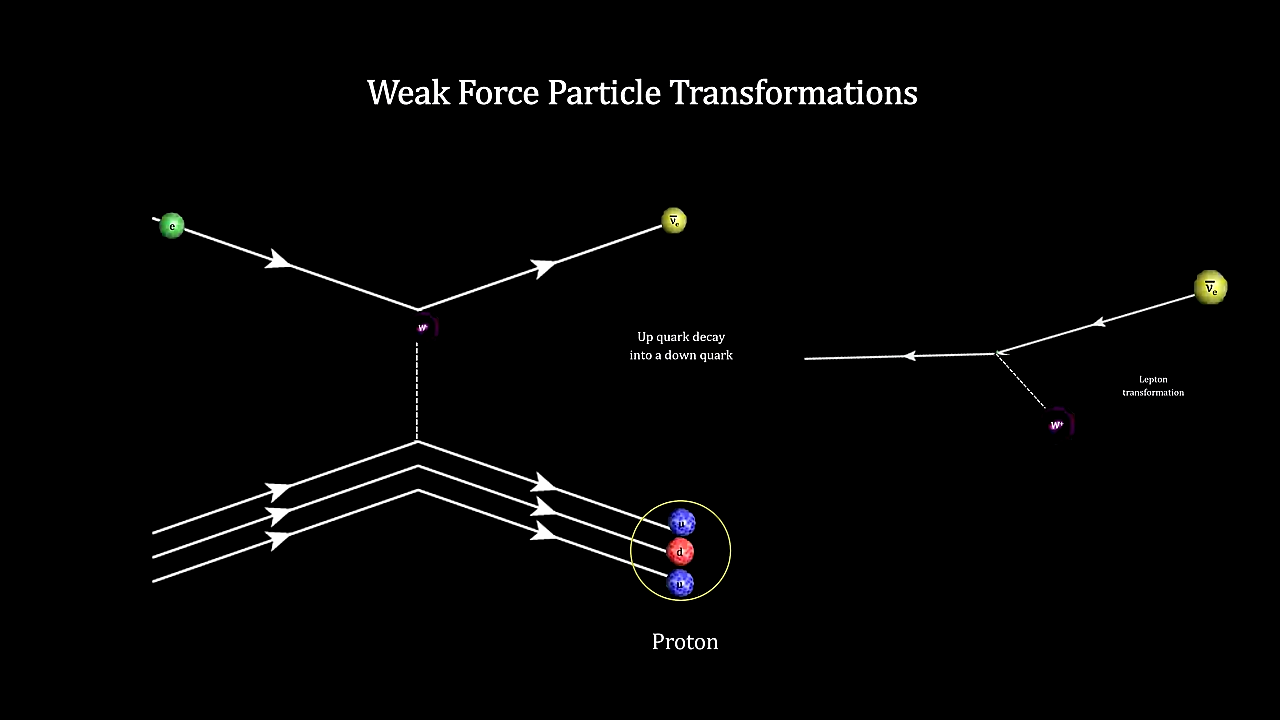 Weak Force Particle Transformations
e
ν̅ₑ
W
Up quark decay
into a down quark
ν̅ₑ
Lepton
transformation
W⁺
d
Proton